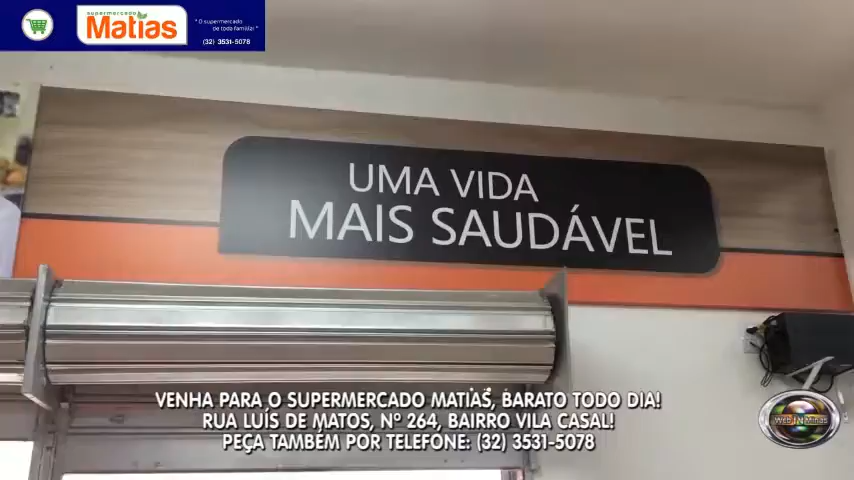 supermercado
Matias
"O supermercado
de toda família!"
(32) 3531-5078
UMA VIDA
MAIS SAUDÁVEL
VENHA PARA O SUPERMERCADO MATIAS, BARATO TODO DIA!
RUA LUÍS DE MATOS, Nº 264, BAIRRO VILA CASAL!
PEÇA TAMBÉM POR TELEFONE: (32) 3531-5078
Web TN Minas